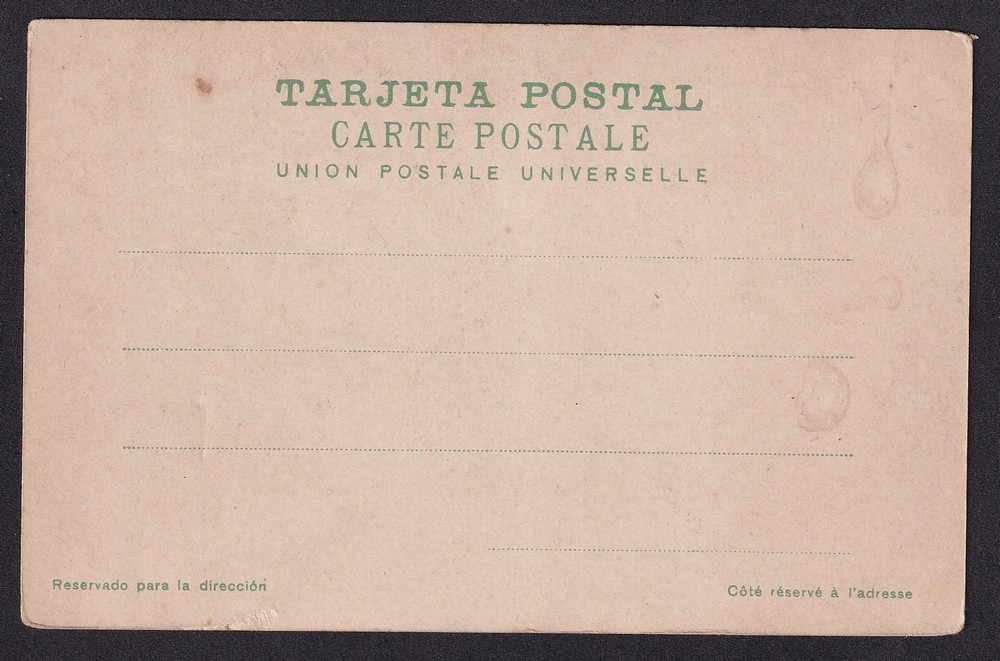 TARJETA POSTAL
CARTE POSTALE
UNION POSTALE UNIVERSELLE
Reservado para la dirección
Côté réservé à l'adresse